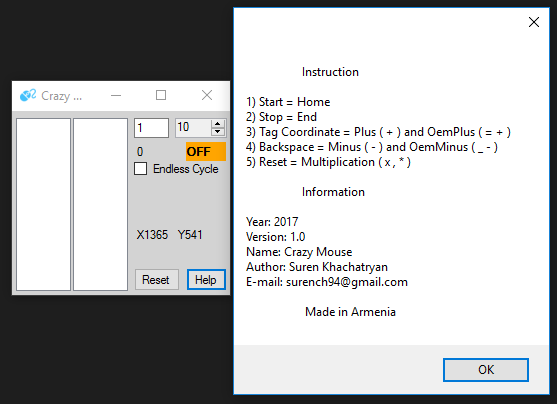 Crazy ...
1
10
0
OFF
Endless Cycle
X1365 Y541
Reset
Help
Instruction
1) Start = Home
2) Stop = End
3) Tag Coordinate = Plus ( + ) and OemPlus ( = + )
4) Backspace = Minus ( - ) and OemMinus ( _ - )
5) Reset = Multiplication ( x , * )
Information
Year: 2017
Version: 1.0
Name: Crazy Mouse
Author: Suren Khachatryan
E-mail: surench94@gmail.com
Made in Armenia
OK